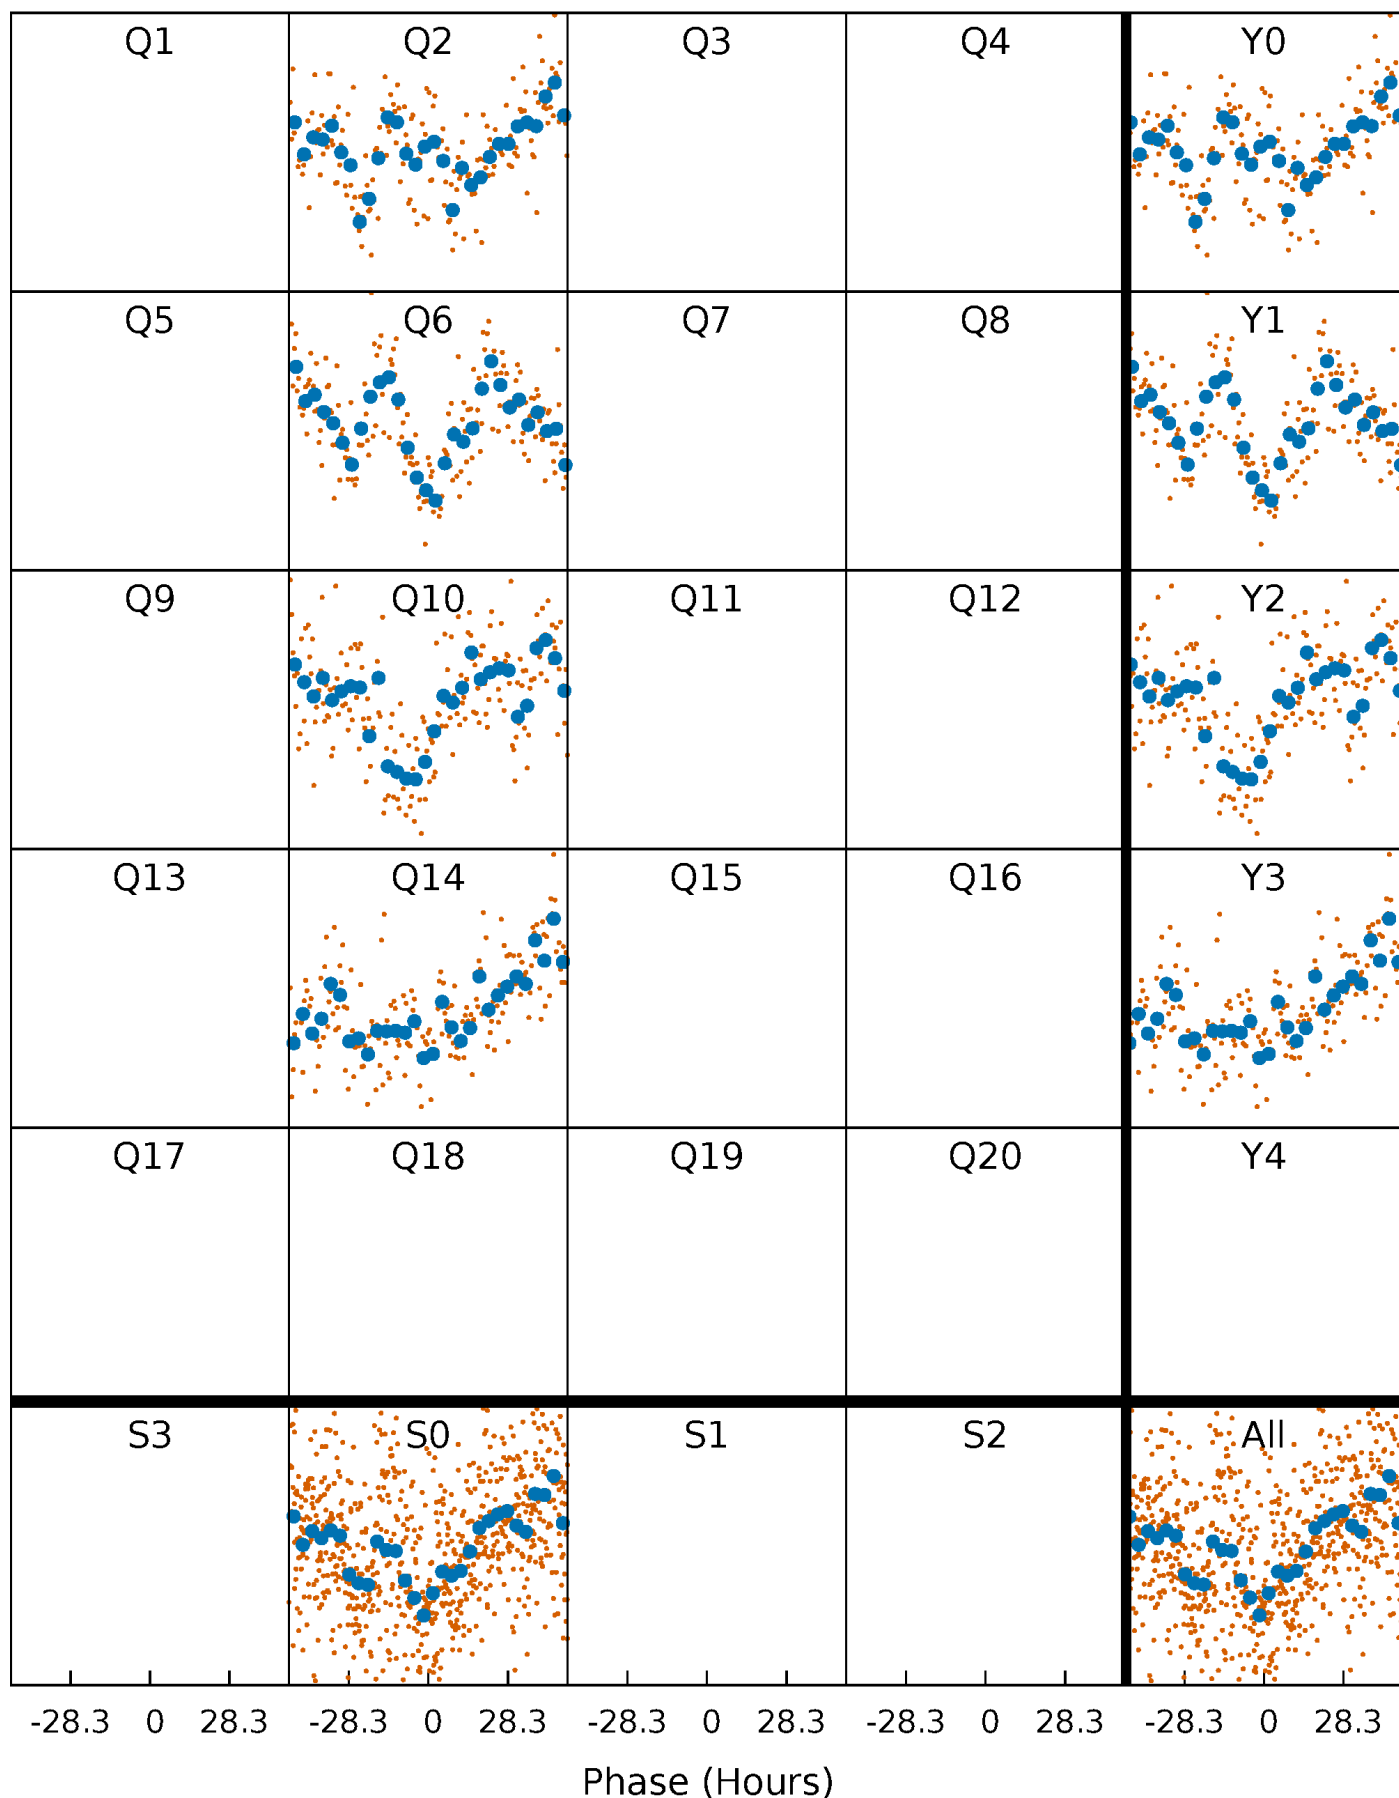 Q1 Q2 Q3 Q4 Y0
Q5 Q6 Q7 Q8 Y1
Q9 Q10 Q11 Q12 Y2
Q13 Q14 Q15 Q16 Y3
Q17 Q18 Q19 Q20 Y4
S3 S0 S1 S2 All
-28.3 0 28.3 -28.3 0 28.3 -28.3 0 28.3 -28.3 0 28.3 -28.3 0 28.3
Phase (Hours)